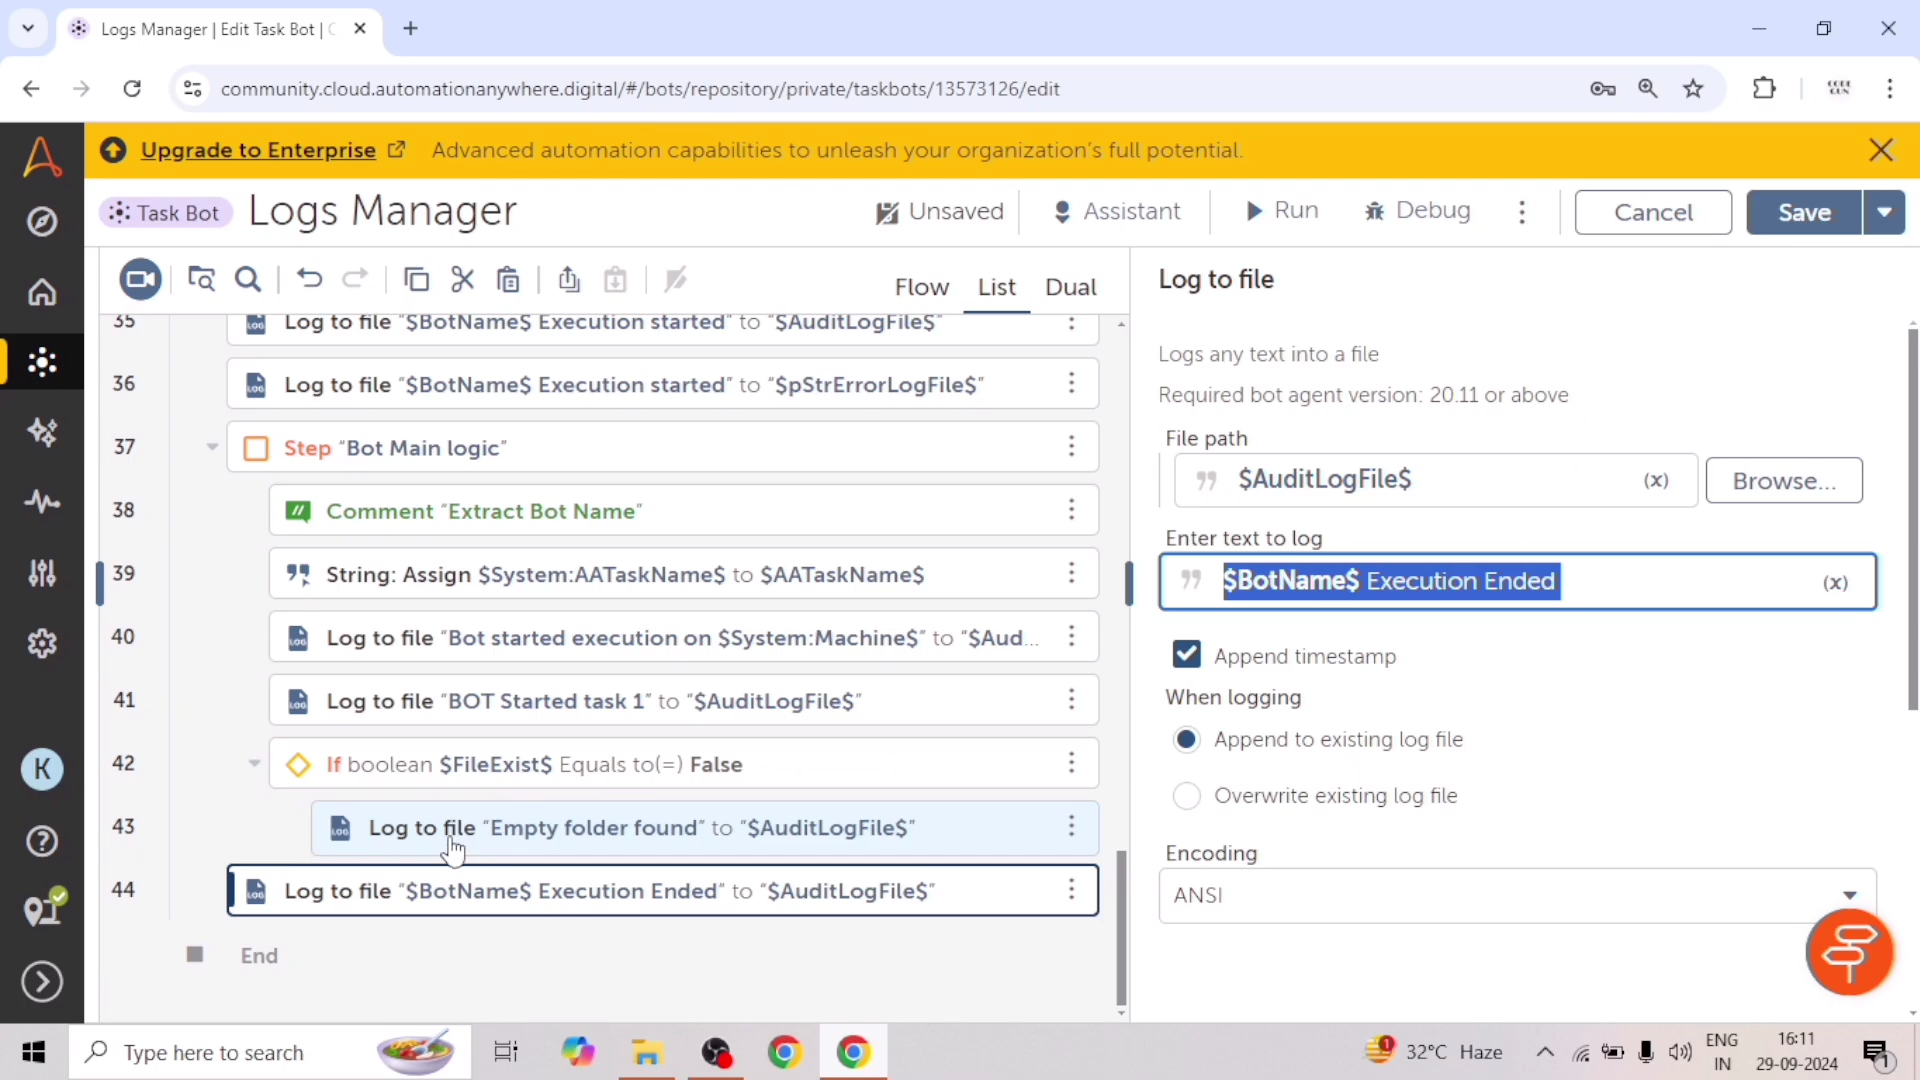 Logs Manager | Edit Task Bot |
community.cloud.automationanywhere.digital/#/bots/repository/private/taskbots/13573126/edit
Upgrade to Enterprise Advanced automation capabilities to unleash your organization's full potential.
Task Bot Logs Manager Unsaved Assistant Run Debug Cancel Save
Flow List Dual
35 Log to file "$BotName$ Execution started" to "$AuditLogFile$"
36 Log to file "$BotName$ Execution started" to "$pStrErrorLogFile$"
37 Step "Bot Main logic"
38 Comment "Extract Bot Name"
39 String: Assign $System:AATaskName$ to $AATaskName$
40 Log to file "Bot started execution on $System:Machine$" to "$Aud...
41 Log to file "BOT Started task 1" to "$AuditLogFile$"
42 If boolean $FileExist$ Equals to(=) False
43 Log to file "Empty folder found" to "$AuditLogFile$"
44 Log to file "$BotName$ Execution Ended" to "$AuditLogFile$"
End
Log to file
Logs any text into a file
Required bot agent version: 20.11 or above
File path
$AuditLogFile$ (x) Browse...
Enter text to log
$BotName$ Execution Ended (x)
Append timestamp
When logging
Append to existing log file
Overwrite existing log file
Encoding
ANSI
K
Type here to search
1
32°C Haze
ENG
IN
16:11
29-09-2024
1